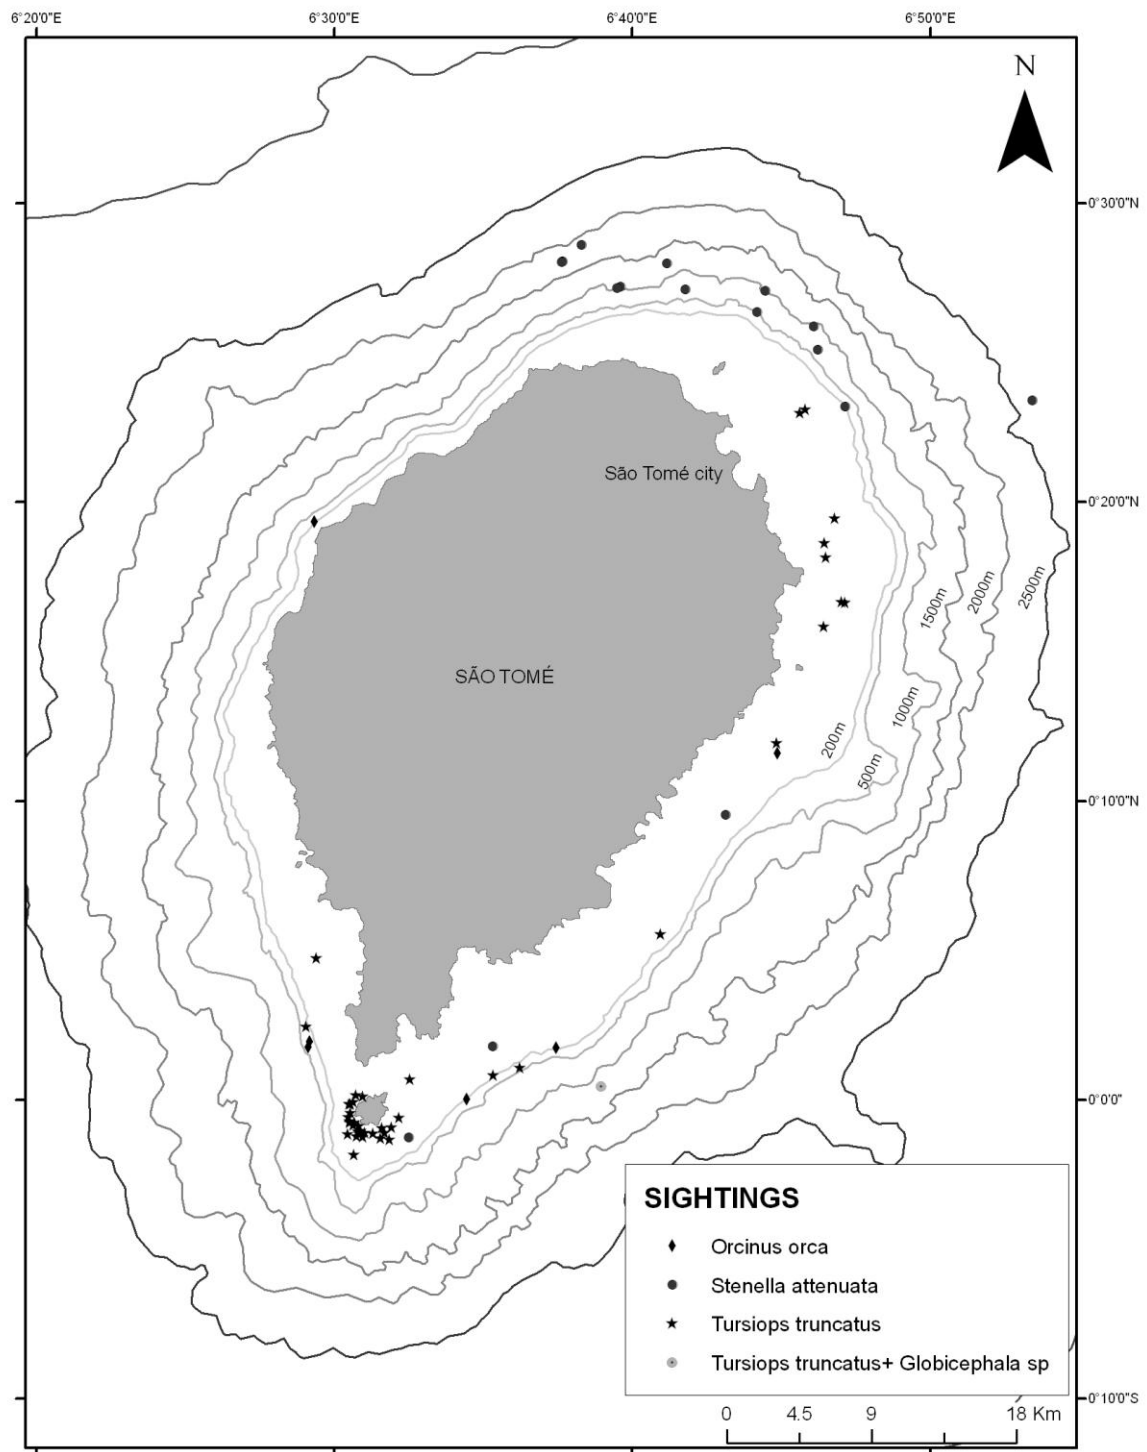 6°20'0"E 6°30'0"E 6°40'0"E 6°50'0"E
N
0°30'0"N
São Tomé city
0°20'0"N
2500m
2000m
1500m
SÃO TOMÉ
1000m
200m
500m
0°10'0"N
0°0'0"
SIGHTINGS
Orcinus orca
Stenella attenuata
Tursiops truncatus
Tursiops truncatus+ Globicephala sp
0°10'0"S
0 4.5 9 18 Km